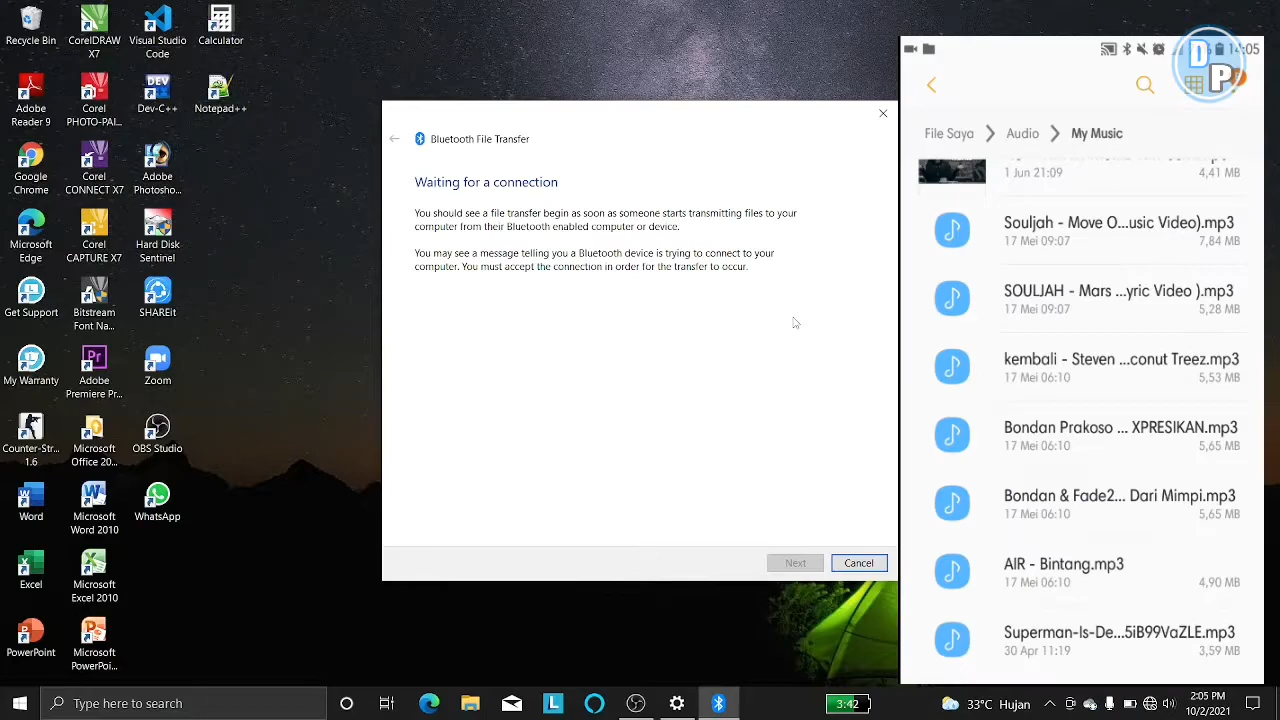 Recycle Bin
CorelDRAW X7
Visual Studio Code
Calculator
Adobe Reader 9
Corel PHOTO-PAI...
DEV
Dev-C++
Notepad++
Google Chrome
Corel CONNECT X7
Adobe Photosho...
Microsoft Edge
Corel CAPTURE X7
Hard Disk Sentinel
Get Support
Bitstream Font Na...
SHAREit
My Warranty
Pr
Adobe Premiere Pr...
Zoom
Counter-Str... 1.6
Microsoft Office 20...
OBS Studio
Word
Microsoft Word 2010
WhatsApp
Excel
Microsoft Excel 2010
PowerPoint
Microsoft PowerPoi...
Bluetooth File Transfer
Waiting for a connection
You should see a file transfer begin as soon as someone starts transmitting files to your
computer from their Bluetooth enabled computer or device.
You may see a message telling you a Bluetooth device is trying to connect to your
computer. You must accept the connection in order for the transfer to occur.
Next
Cancel
14:05
DP
File Saya
Audio
My Music
1 Jun 21:09
4,41 MB
Souljah - Move O...usic Video).mp3
17 Mei 09:07
7,84 MB
SOULJAH - Mars ...yric Video ).mp3
17 Mei 09:07
5,28 MB
kembali - Steven ...conut Treez.mp3
17 Mei 06:10
5,53 MB
Bondan Prakoso ... XPRESIKAN.mp3
17 Mei 06:10
5,65 MB
Bondan & Fade2... Dari Mimpi.mp3
17 Mei 06:10
5,65 MB
AIR - Bintang.mp3
17 Mei 06:10
4,90 MB
Superman-Is-De...5iB99VaZLE.mp3
30 Apr 11:19
3,59 MB
Type here to search
L
3:42
33°C
2:05 PM
10/2/2021